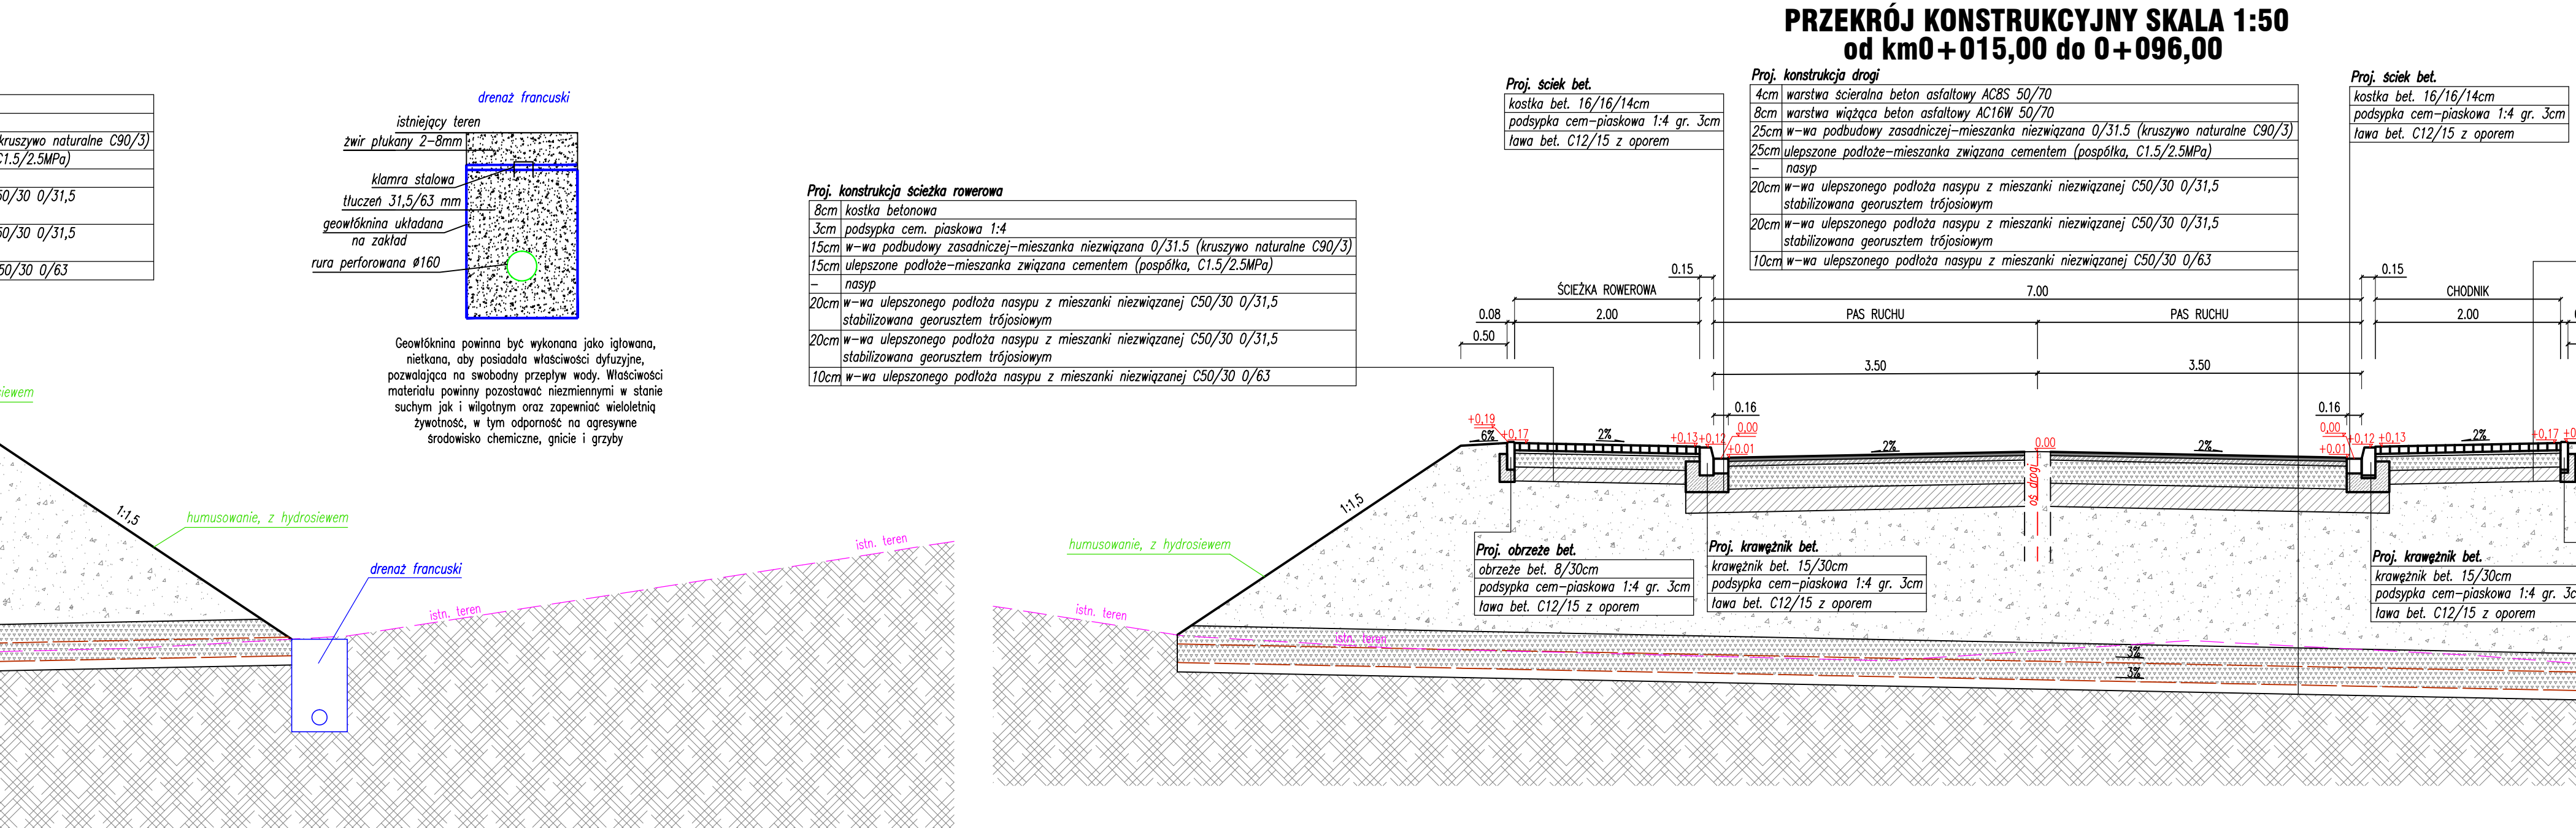 PRZEKRÓJ KONSTRUKCYJNY SKALA 1:50
od km0+015,00 do 0+096,00
kruszywo naturalne C90/3)
C1.5/2.5MPa)
50/30 0/31,5
50/30 0/31,5
50/30 0/63
siewem
1:1,5
humusowanie, z hydrosiewem
drenaż francuski
istn. teren
istn. teren
drenaż francuski
istniejący teren
żwir płukany 2-8mm
klamra stalowa
tłuczeń 31,5/63 mm
geowłóknina układana
na zakład
rura perforowana ø160
Geowłóknina powinna być wykonana jako igłowana,
nietkana, aby posiadała właściwości dyfuzyjne,
pozwalająca na swobodny przepływ wody. Właściwości
materiału powinny pozostawać niezmiennymi w stanie
suchym jak i wilgotnym oraz zapewniać wieloletnią
żywotność, w tym odporność na agresywne
środowisko chemiczne, gnicie i grzyby
Proj. konstrukcja ścieżka rowerowa
8cm kostka betonowa
3cm podsypka cem. piaskowa 1:4
15cm w-wa podbudowy zasadniczej-mieszanka niezwiązana 0/31.5 (kruszywo naturalne C90/3)
15cm ulepszone podłoże-mieszanka związana cementem (pospółka, C1.5/2.5MPa)
- nasyp
20cm w-wa ulepszonego podłoża nasypu z mieszanki niezwiązanej C50/30 0/31,5
stabilizowana georusztem trójosiowym
20cm w-wa ulepszonego podłoża nasypu z mieszanki niezwiązanej C50/30 0/31,5
stabilizowana georusztem trójosiowym
10cm w-wa ulepszonego podłoża nasypu z mieszanki niezwiązanej C50/30 0/63
Proj. ściek bet.
kostka bet. 16/16/14cm
podsypka cem-piaskowa 1:4 gr. 3cm
ława bet. C12/15 z oporem
Proj. konstrukcja drogi
4cm warstwa ścieralna beton asfaltowy AC8S 50/70
8cm warstwa wiążąca beton asfaltowy AC16W 50/70
25cm w-wa podbudowy zasadniczej-mieszanka niezwiązana 0/31.5 (kruszywo naturalne C90/3)
25cm ulepszone podłoże-mieszanka związana cementem (pospółka, C1.5/2.5MPa)
- nasyp
20cm w-wa ulepszonego podłoża nasypu z mieszanki niezwiązanej C50/30 0/31,5
stabilizowana georusztem trójosiowym
20cm w-wa ulepszonego podłoża nasypu z mieszanki niezwiązanej C50/30 0/31,5
stabilizowana georusztem trójosiowym
10cm w-wa ulepszonego podłoża nasypu z mieszanki niezwiązanej C50/30 0/63
Proj. ściek bet.
kostka bet. 16/16/14cm
podsypka cem-piaskowa 1:4 gr. 3cm
ława bet. C12/15 z oporem
0.15
0.15
ŚCIEŻKA ROWEROWA
7.00
CHODNIK
0.08
2.00
PAS RUCHU
PAS RUCHU
2.00
0.50
3.50
3.50
0.16
0.16
+0,19
6%
+0,17
2%
+0,13
+0,12
0,00
+0,01
2%
0.00
oś drogi
2%
0,00
+0,01
+0,12
+0,13
2%
+0,17
1:1,5
humusowanie, z hydrosiewem
istn. teren
istn. teren
Proj. obrzeże bet.
obrzeże bet. 8/30cm
podsypka cem-piaskowa 1:4 gr. 3cm
ława bet. C12/15 z oporem
Proj. krawężnik bet.
krawężnik bet. 15/30cm
podsypka cem-piaskowa 1:4 gr. 3cm
ława bet. C12/15 z oporem
Proj. krawężnik bet.
krawężnik bet. 15/30cm
podsypka cem-piaskowa 1:4 gr. 3c
ława bet. C12/15 z oporem
3%
3%